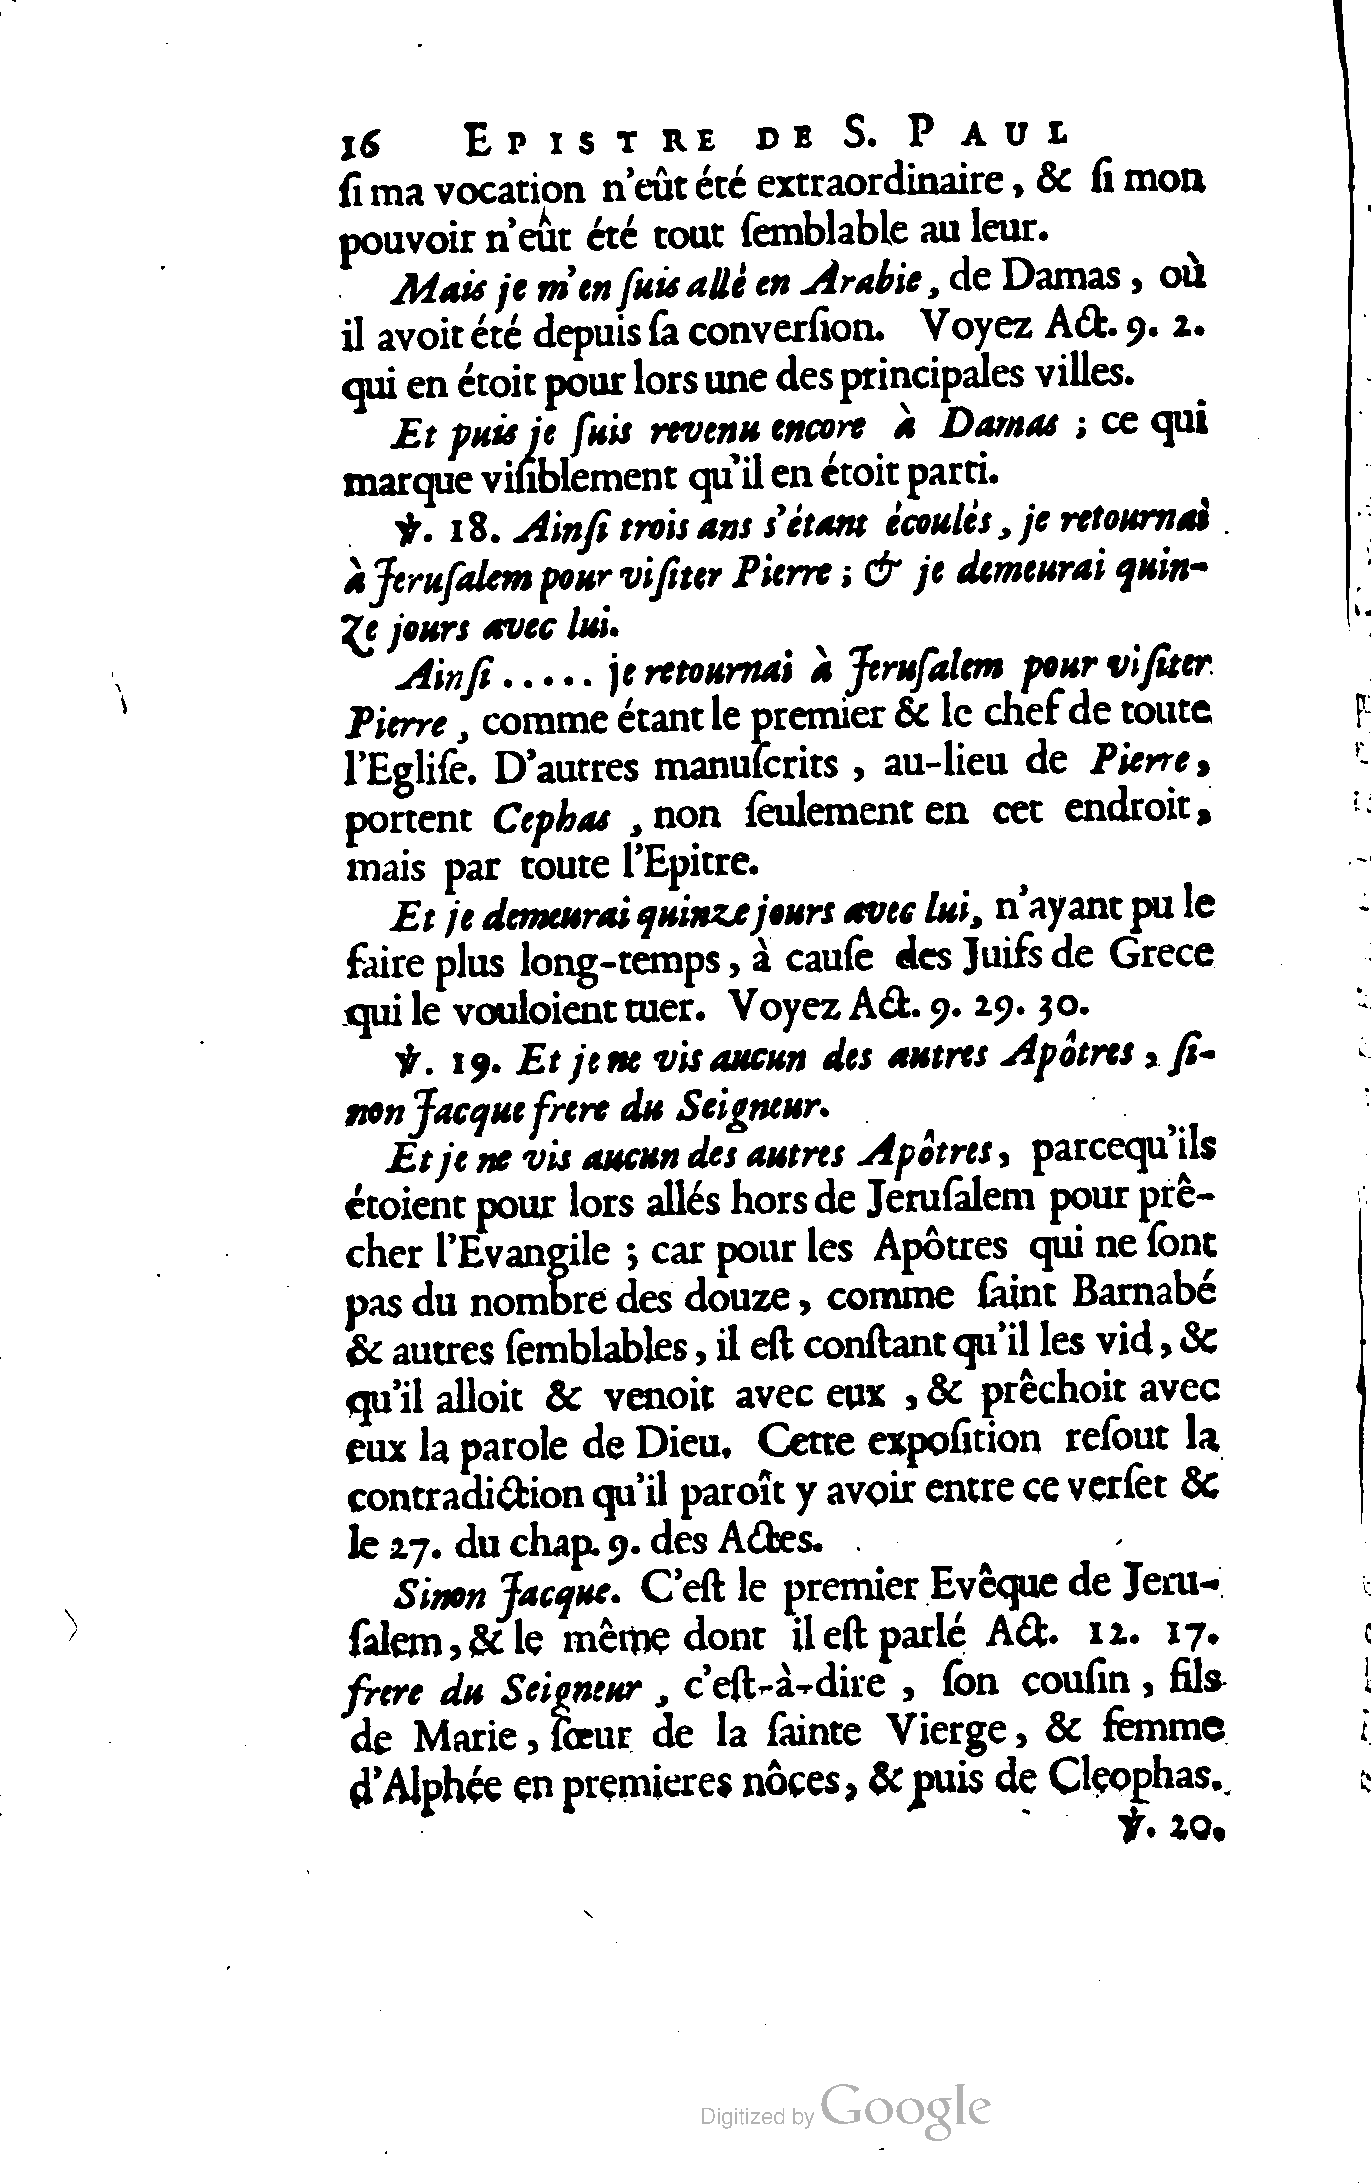 16 EPISTRE DE S. PAUL
ſi ma vocation n'eût été extraordinaire, & ſi mon
pouvoir n'eût été tout ſemblable au leur.
Mais je m'en ſuis allé en Arabie, de Damas, où
il avoit été depuis ſa converſion. Voyez Act. 9. 2.
qui en étoit pour lors une des principales villes.
Et puis je ſuis revenu encore à Damas ; ce qui
marque viſiblement qu'il en étoit parti.
℣. 18. Ainſi trois ans s'étant écoulés, je retournai
à Jeruſalem pour viſiter Pierre ; & je demeurai quin-
ze jours avec lui.
Ainſi ..... je retournai à Jeruſalem pour viſiter
Pierre, comme étant le premier & le chef de toute
l'Egliſe. D'autres manuſcrits, au-lieu de Pierre,
portent Cephas, non ſeulement en cet endroit,
mais par toute l'Epitre.
Et je demeurai quinze jours avec lui, n'ayant pu le
faire plus long-temps, à cauſe des Juifs de Grece
qui le vouloient tuer. Voyez Act. 9. 29. 30.
℣. 19. Et je ne vis aucun des autres Apôtres, ſi-
non Jacque frere du Seigneur.
Et je ne vis aucun des autres Apôtres, parcequ'ils
étoient pour lors allés hors de Jeruſalem pour prê-
cher l'Evangile ; car pour les Apôtres qui ne ſont
pas du nombre des douze, comme ſaint Barnabé
& autres ſemblables, il eſt conſtant qu'il les vid, &
qu'il alloit & venoit avec eux, & prêchoit avec
eux la parole de Dieu. Cette expoſition reſout la
contradiction qu'il paroît y avoir entre ce verſet &
le 27. du chap. 9. des Actes.
Sinon Jacque. C'eſt le premier Evêque de Jeru-
ſalem, & le même dont il eſt parlé Act. 12. 17.
frere du Seigneur, c'eſt-à-dire, ſon couſin, fils
de Marie, ſœur de la ſainte Vierge, & femme
d'Alphée en premieres nôces, & puis de Cleophas.
℣. 20.
Digitized by Google